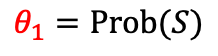 θ₁ = Prob(S)